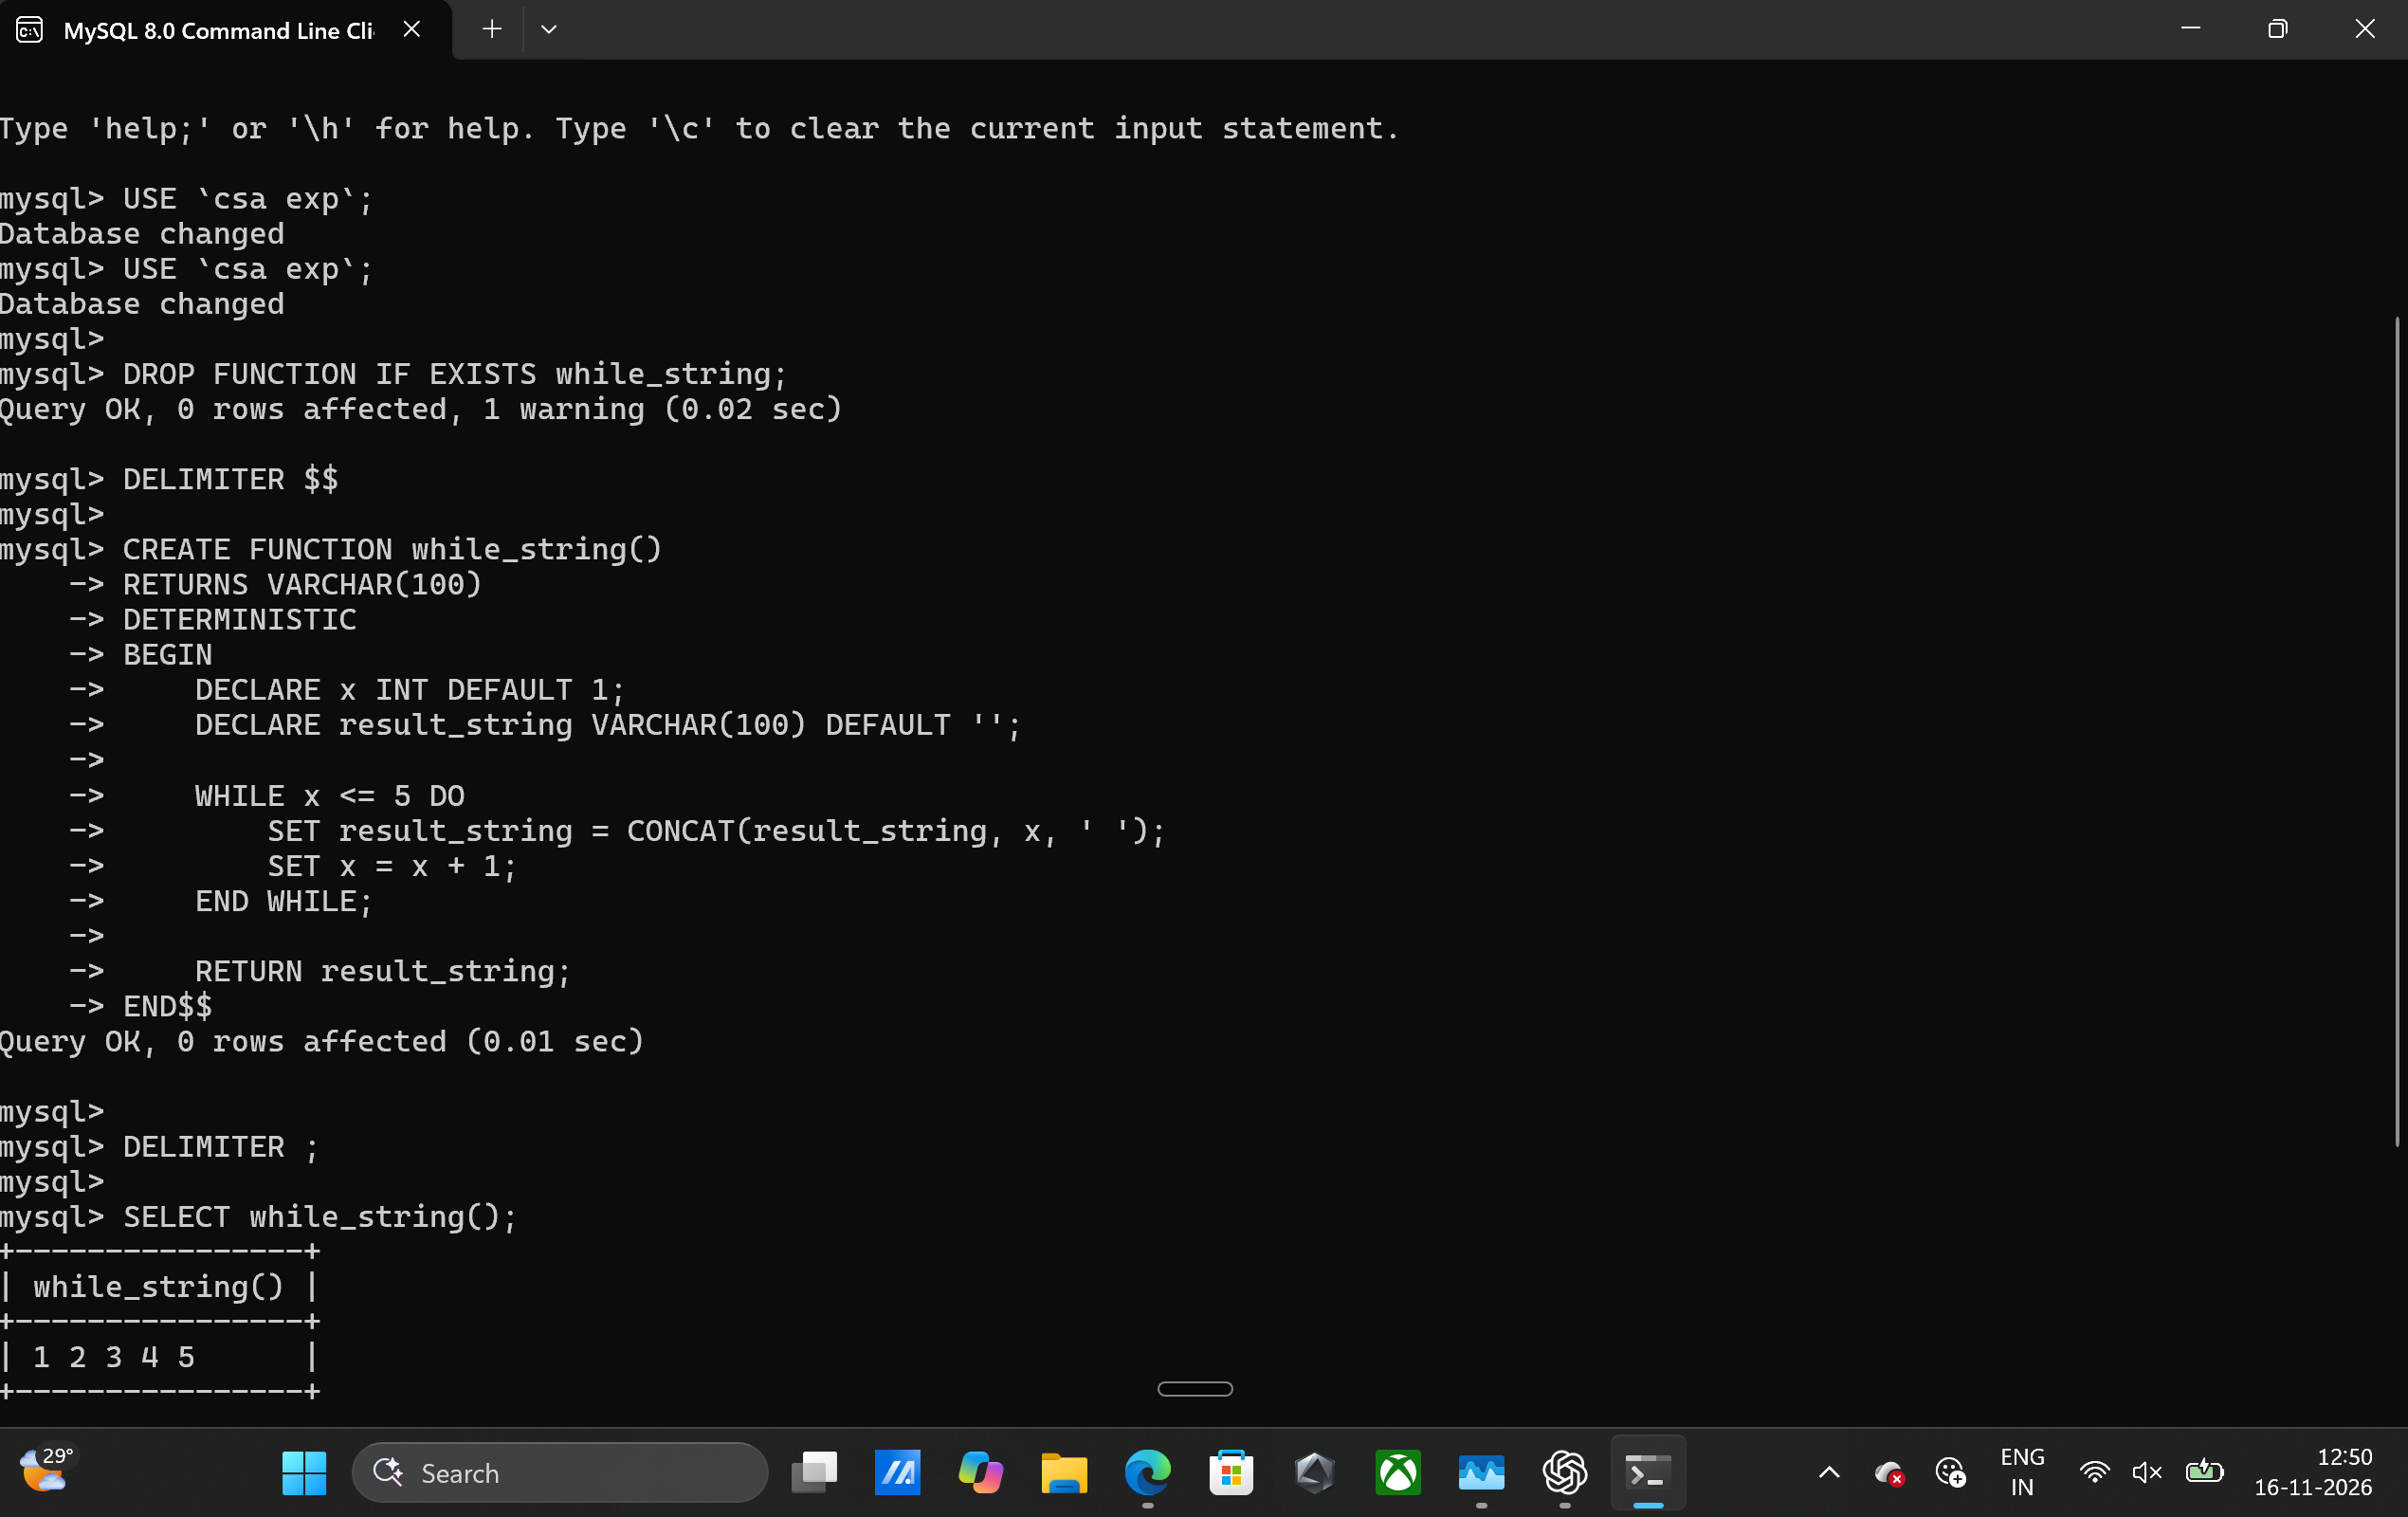 MySQL 8.0 Command Line Cli
Type 'help;' or '\h' for help. Type '\c' to clear the current input statement.
mysql> USE `csa exp`;
Database changed
mysql> USE `csa exp`;
Database changed
mysql>
mysql> DROP FUNCTION IF EXISTS while_string;
Query OK, 0 rows affected, 1 warning (0.02 sec)
mysql> DELIMITER $$
mysql>
mysql> CREATE FUNCTION while_string()
    -> RETURNS VARCHAR(100)
    -> DETERMINISTIC
    -> BEGIN
    ->     DECLARE x INT DEFAULT 1;
    ->     DECLARE result_string VARCHAR(100) DEFAULT '';
    ->
    ->     WHILE x <= 5 DO
    ->         SET result_string = CONCAT(result_string, x, ' ');
    ->         SET x = x + 1;
    ->     END WHILE;
    ->
    ->     RETURN result_string;
    -> END$$
Query OK, 0 rows affected (0.01 sec)
mysql>
mysql> DELIMITER ;
mysql>
mysql> SELECT while_string();
+----------------+
| while_string() |
+----------------+
| 1 2 3 4 5      |
+----------------+
29°
Search
ENG
IN
12:50
16-11-2026